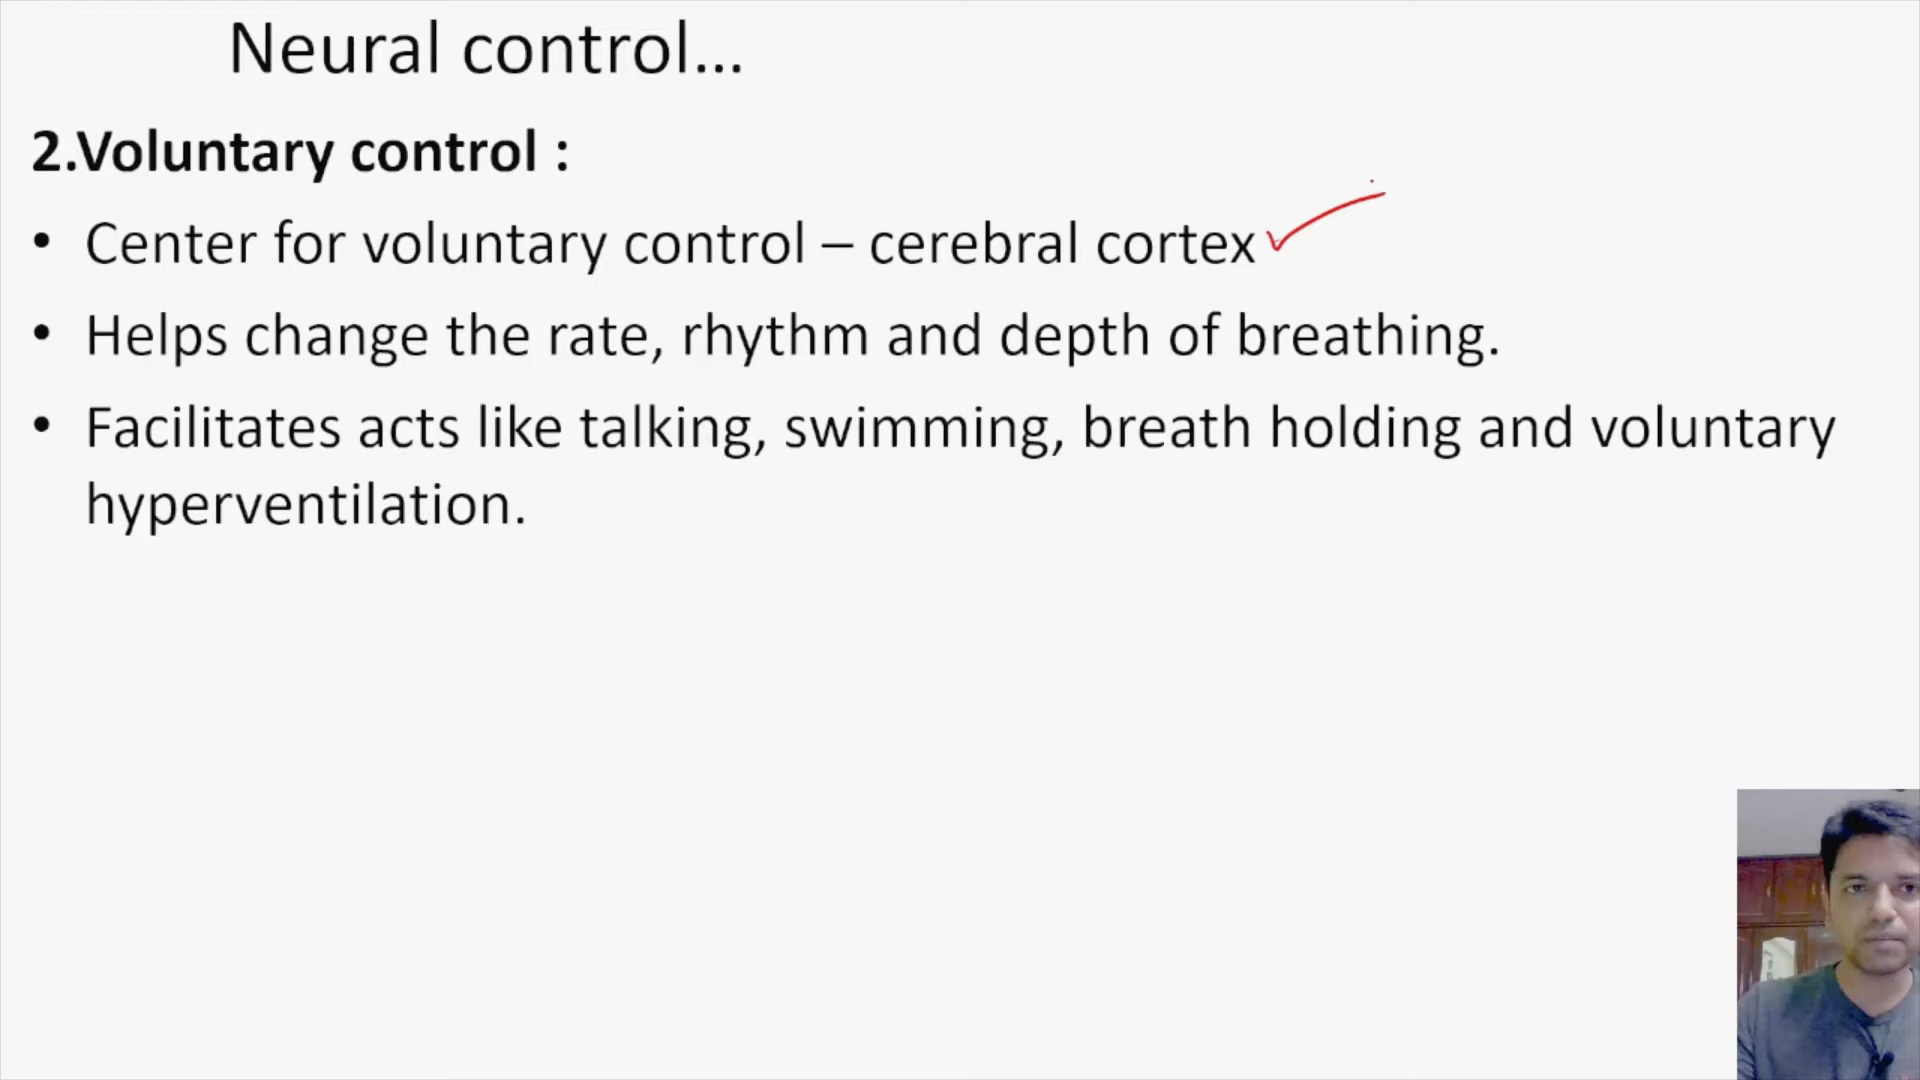 Neural control...
2.Voluntary control :
• Center for voluntary control – cerebral cortex
• Helps change the rate, rhythm and depth of breathing.
• Facilitates acts like talking, swimming, breath holding and voluntary
hyperventilation.